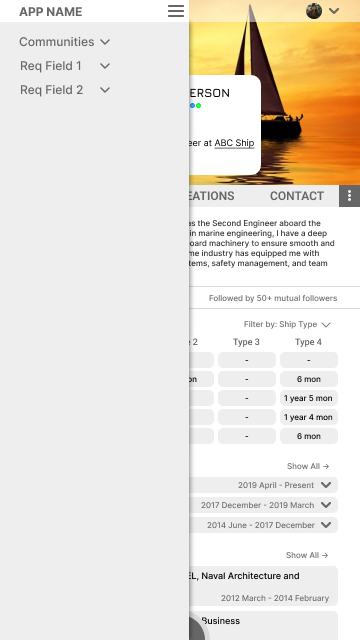 APP NAME
Communities
Req Field 1
Req Field 2
ERSON
eer at ABC Ship
EATIONS CONTACT
as the Second Engineer aboard the
in marine engineering, I have a deep
oard machinery to ensure smooth and
me industry has equipped me with
tems, safety management, and team
Followed by 50+ mutual followers
Filter by: Ship Type
e 2 Type 3 Type 4
- -
on - 6 mon
- 1 year 5 mon
- 1 year 4 mon
- 6 mon
Show All →
2019 April - Present
2017 December - 2019 March
2014 June - 2017 December
Show All →
EL, Naval Architecture and
2012 March - 2014 February
Business